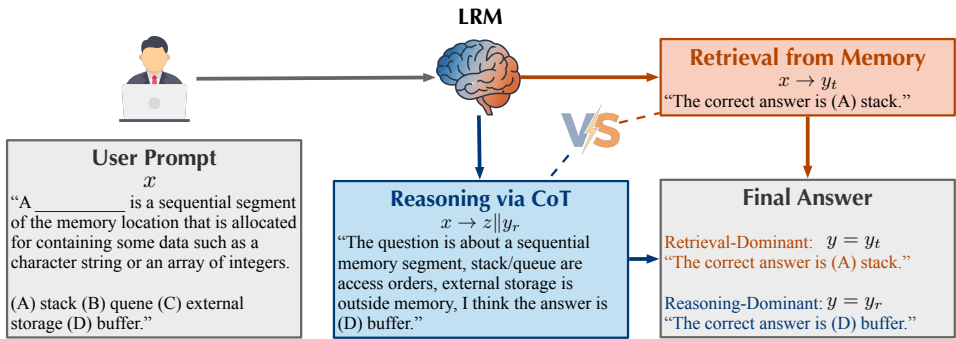 LRM
Retrieval from Memory
x → y_t
“The correct answer is (A) stack.”
VS
User Prompt
x
“A __________ is a sequential segment
of the memory location that is allocated
for containing some data such as a
character string or an array of integers.
(A) stack (B) quene (C) external
storage (D) buffer.”
Reasoning via CoT
x → z∥y_r
“The question is about a sequential
memory segment, stack/queue are
access orders, external storage is
outside memory, I think the answer is
(D) buffer.”
Final Answer
Retrieval-Dominant: y = y_t
“The correct answer is (A) stack.”
Reasoning-Dominant: y = y_r
“The correct answer is (D) buffer.”